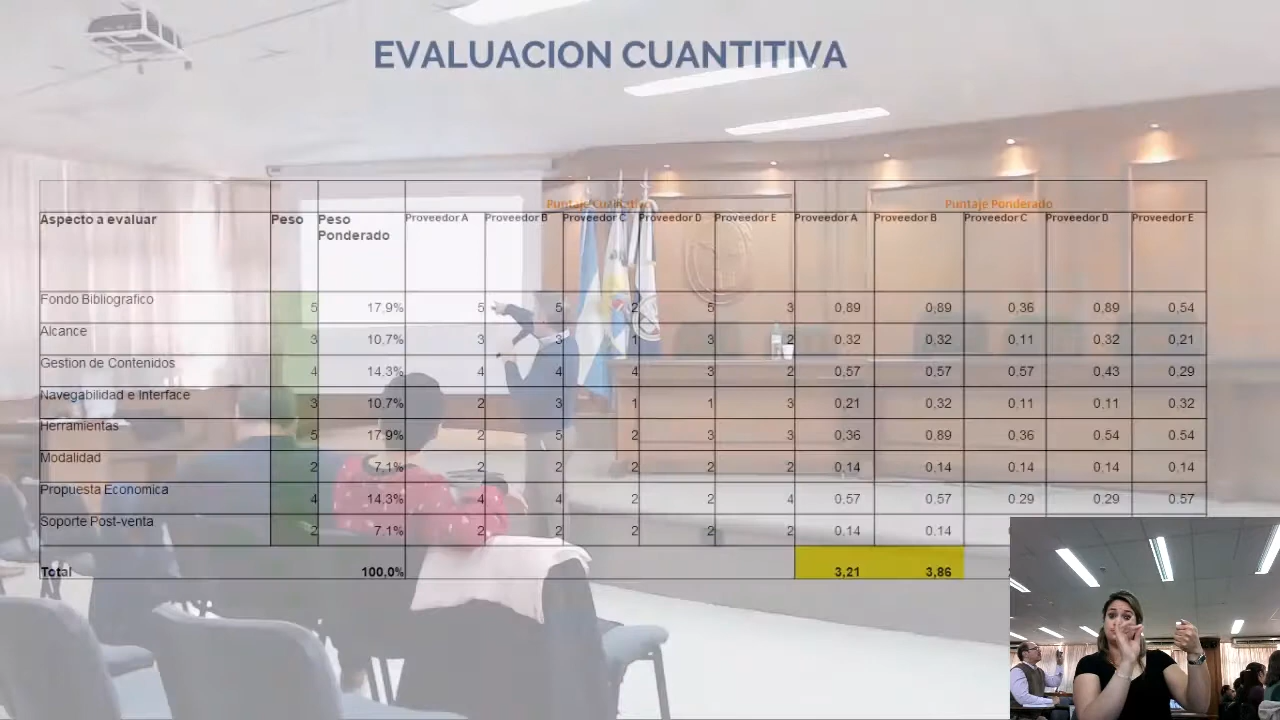 EVALUACION CUANTITIVA
Puntaje Cualitativo Puntaje Ponderado
Aspecto a evaluar Peso Peso Ponderado Proveedor A Proveedor B Proveedor C Proveedor D Proveedor E Proveedor A Proveedor B Proveedor C Proveedor D Proveedor E
Fondo Bibliografico 5 17,9% 5 5 2 5 3 0,89 0,89 0,36 0,89 0,54
Alcance 3 10,7% 3 3 1 3 2 0,32 0,32 0,11 0,32 0,21
Gestion de Contenidos 4 14,3% 4 4 4 3 2 0,57 0,57 0,57 0,43 0,29
Navegabilidad e Interface 3 10,7% 2 3 1 1 3 0,21 0,32 0,11 0,11 0,32
Herramientas 5 17,9% 2 5 2 3 3 0,36 0,89 0,36 0,54 0,54
Modalidad 2 7,1% 2 2 2 2 2 0,14 0,14 0,14 0,14 0,14
Propuesta Economica 4 14,3% 4 4 2 2 4 0,57 0,57 0,29 0,29 0,57
Soporte Post-venta 2 7,1% 2 2 2 2 2 0,14 0,14
Total 100,0% 3,21 3,86